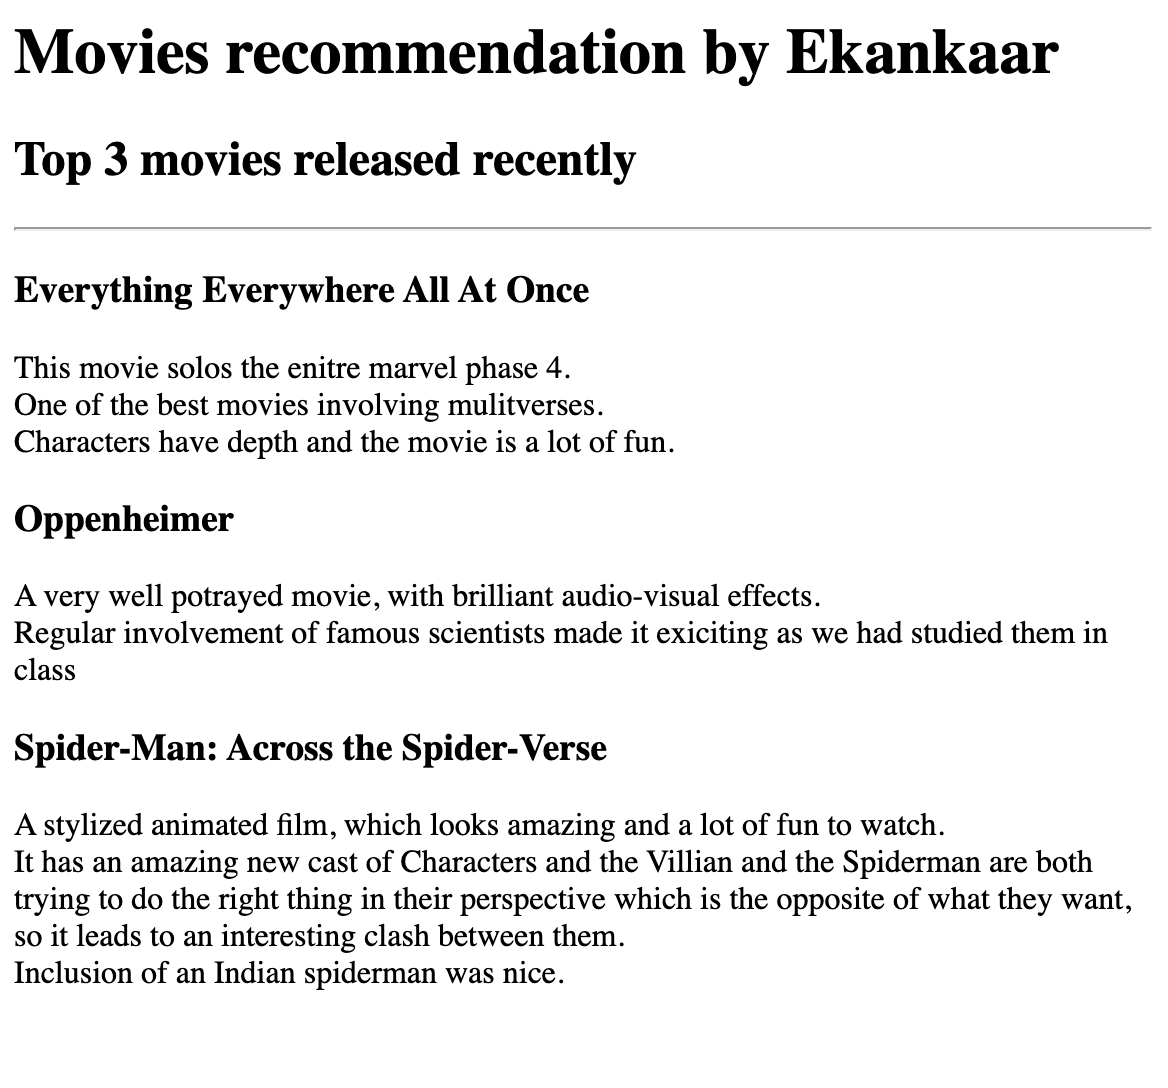 Movies recommendation by Ekankaar
Top 3 movies released recently
Everything Everywhere All At Once
This movie solos the enitre marvel phase 4.
One of the best movies involving mulitverses.
Characters have depth and the movie is a lot of fun.
Oppenheimer
A very well potrayed movie, with brilliant audio-visual effects.
Regular involvement of famous scientists made it exiciting as we had studied them in
class
Spider-Man: Across the Spider-Verse
A stylized animated film, which looks amazing and a lot of fun to watch.
It has an amazing new cast of Characters and the Villian and the Spiderman are both
trying to do the right thing in their perspective which is the opposite of what they want,
so it leads to an interesting clash between them.
Inclusion of an Indian spiderman was nice.